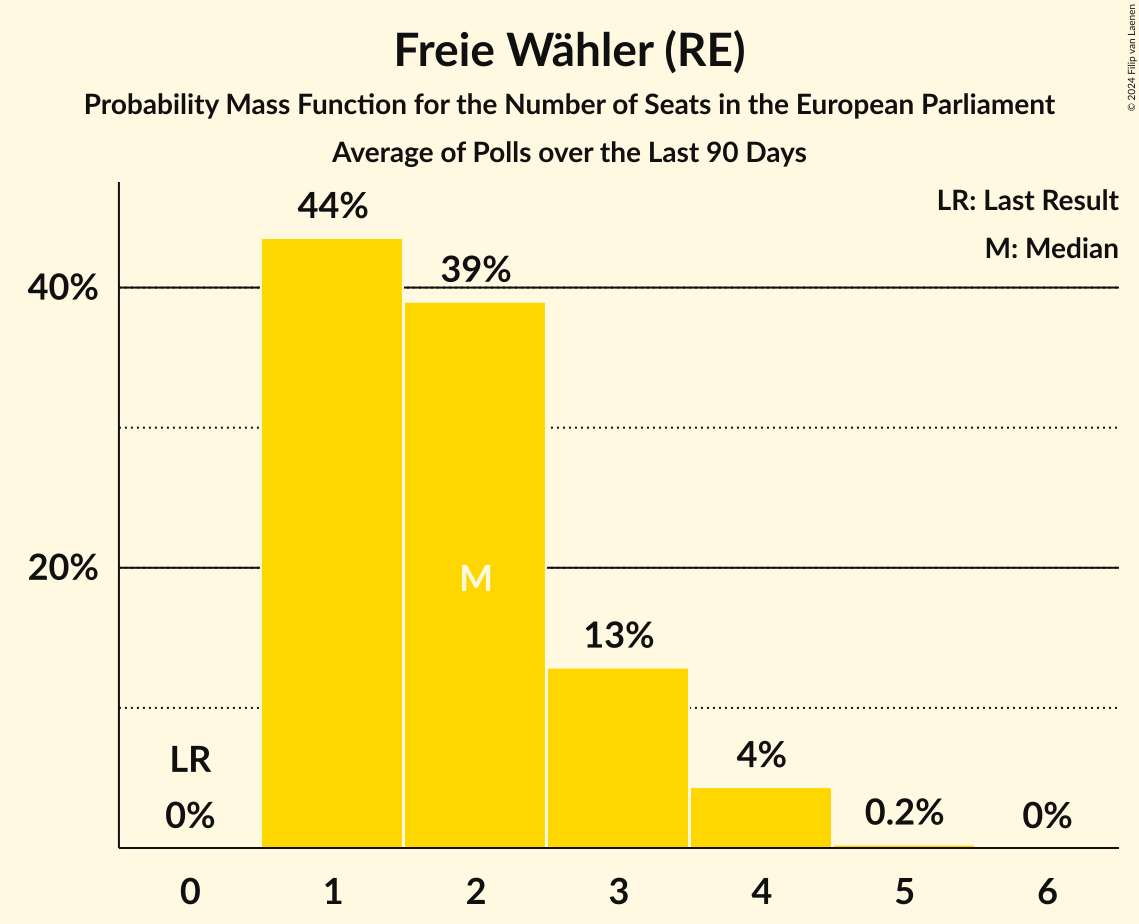 Freie Wähler (RE)
Probability Mass Function for the Number of Seats in the European Parliament
Average of Polls over the Last 90 Days
© 2024 Filip van Laenen
LR: Last Result
M: Median
44%
39%
40%
20%
M
13%
LR
4%
0%
0.2%
0%
0 1 2 3 4 5 6